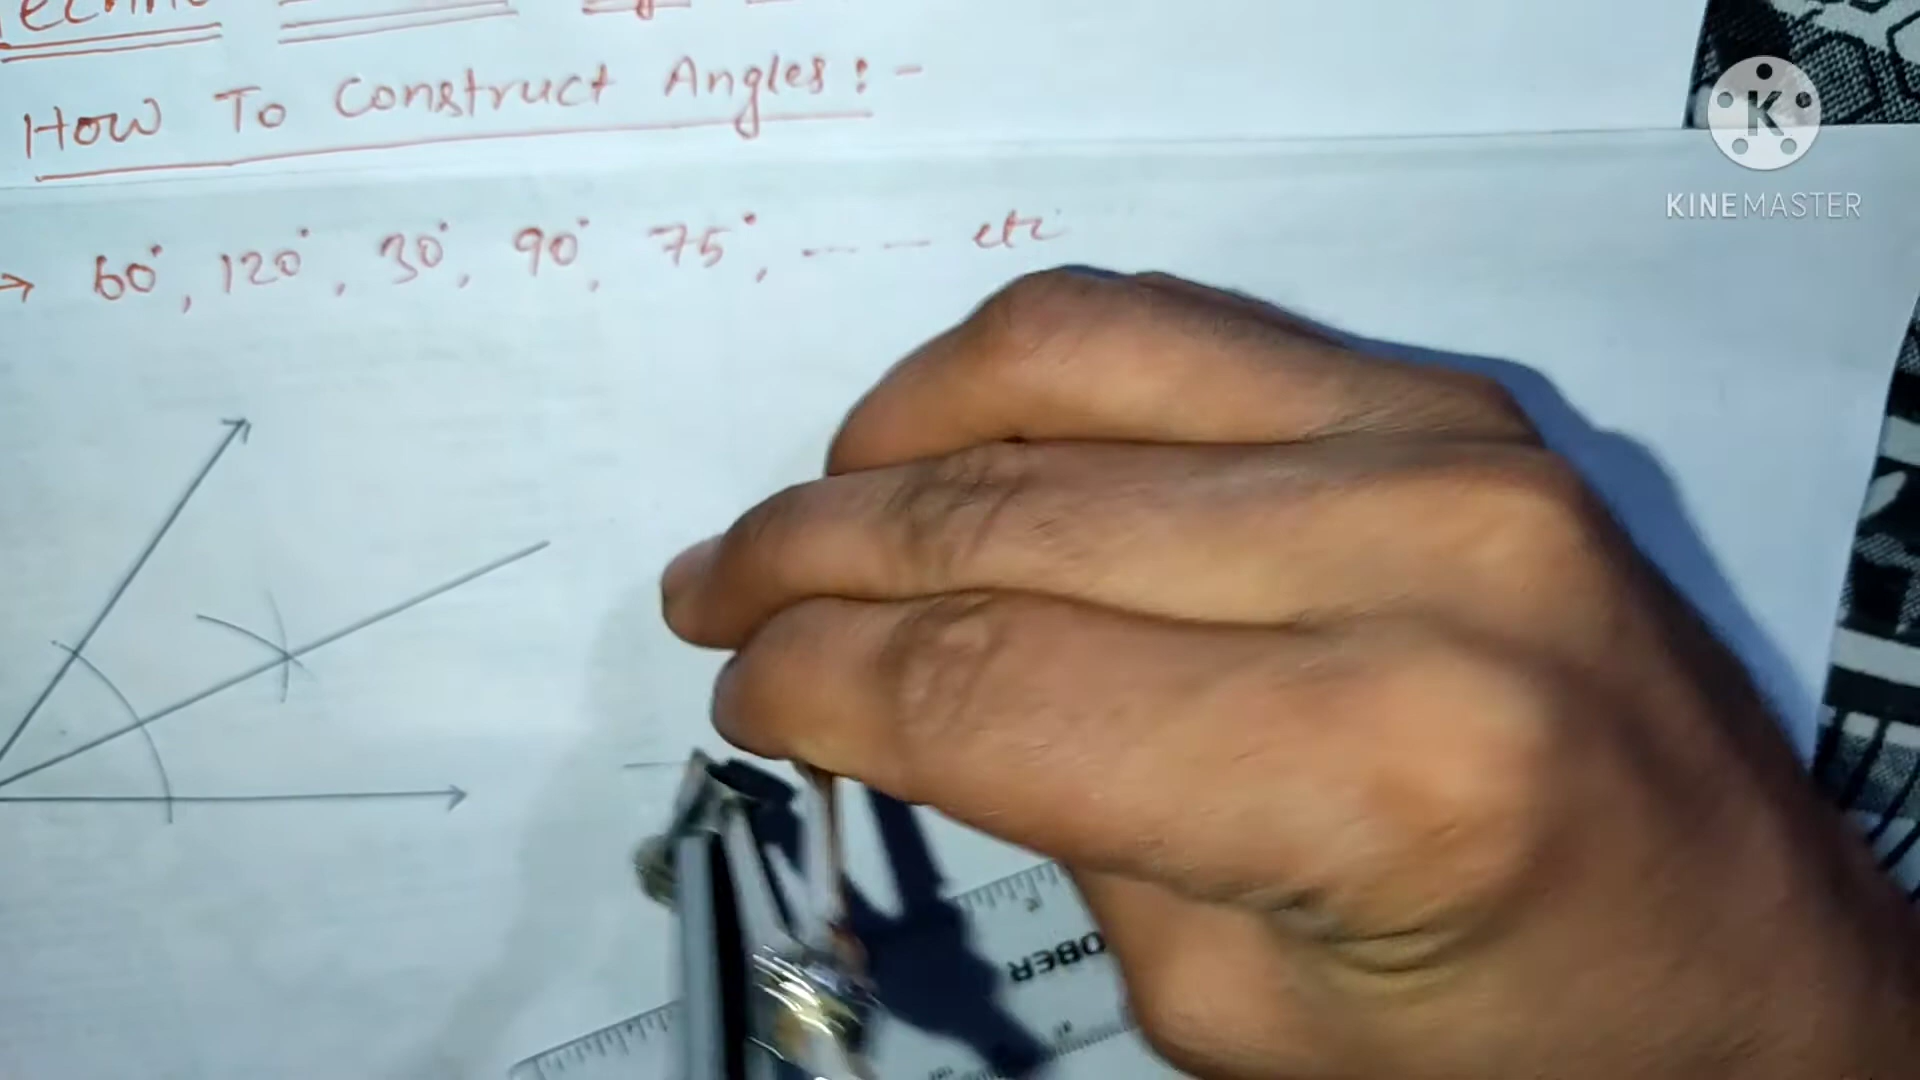 How To Construct Angles : -
→ 60°, 120°, 30°, 90°, 75°, --- etc
K
KINEMASTER